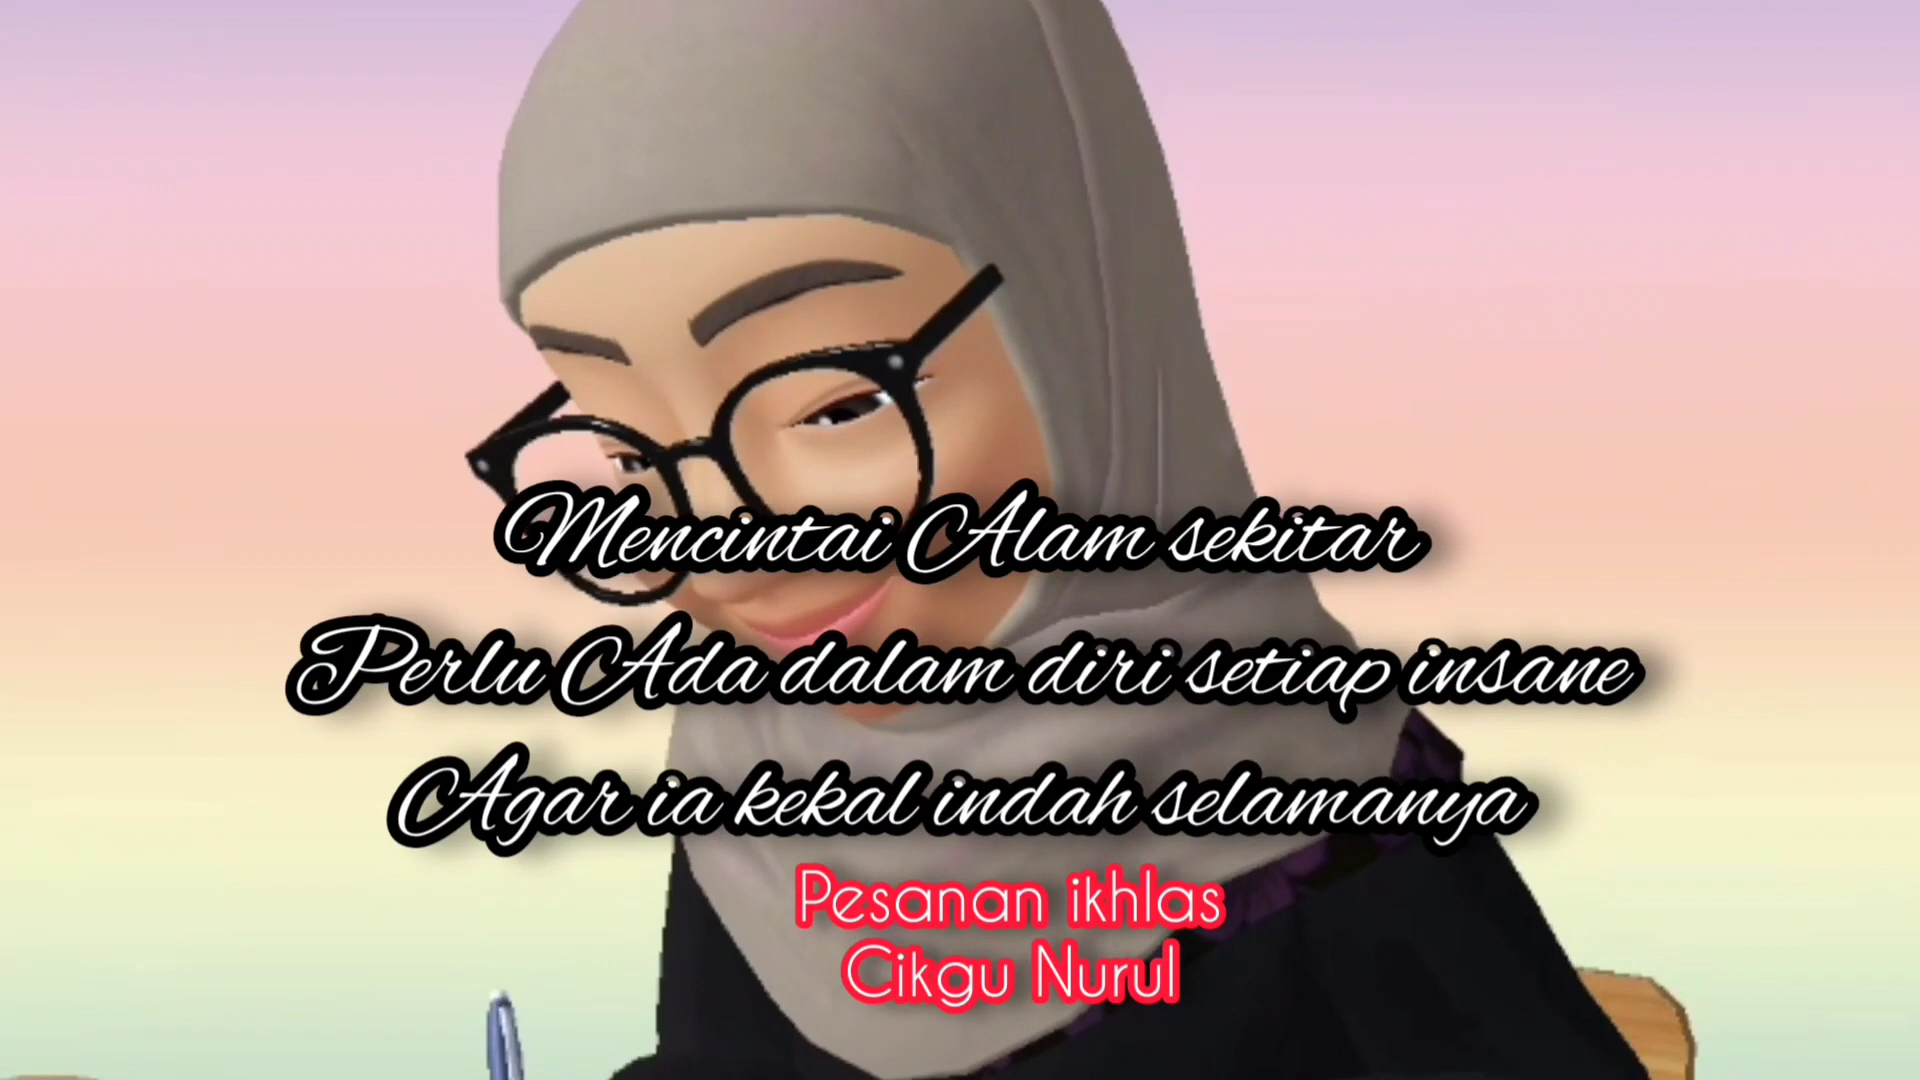 Mencintai Alam sekitar
Perlu Ada dalam diri setiap insane
Agar ia kekal indah selamanya
Pesanan ikhlas
Cikgu Nurul